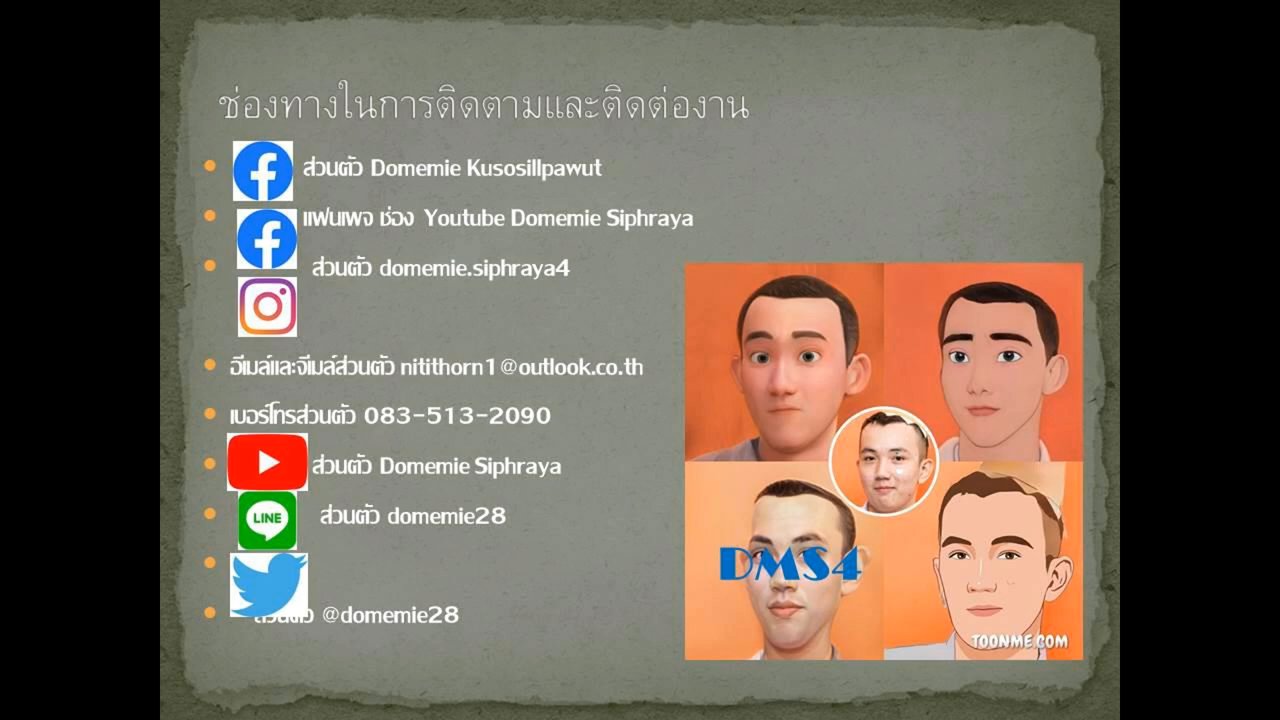 ช่องทางในการติดตามและติดต่องาน
ส่วนตัว Domemie Kusosillpawut
แฟนเพจ ช่อง Youtube Domemie Siphraya
ส่วนตัว domemie.siphraya4
อีเมล์และจีเมล์ส่วนตัว nitithorn1@outlook.co.th
เบอร์โทรส่วนตัว 083-513-2090
ส่วนตัว Domemie Siphraya
LINE
ส่วนตัว domemie28
ส่วนตัว @domemie28
DMS4
TOONME.COM